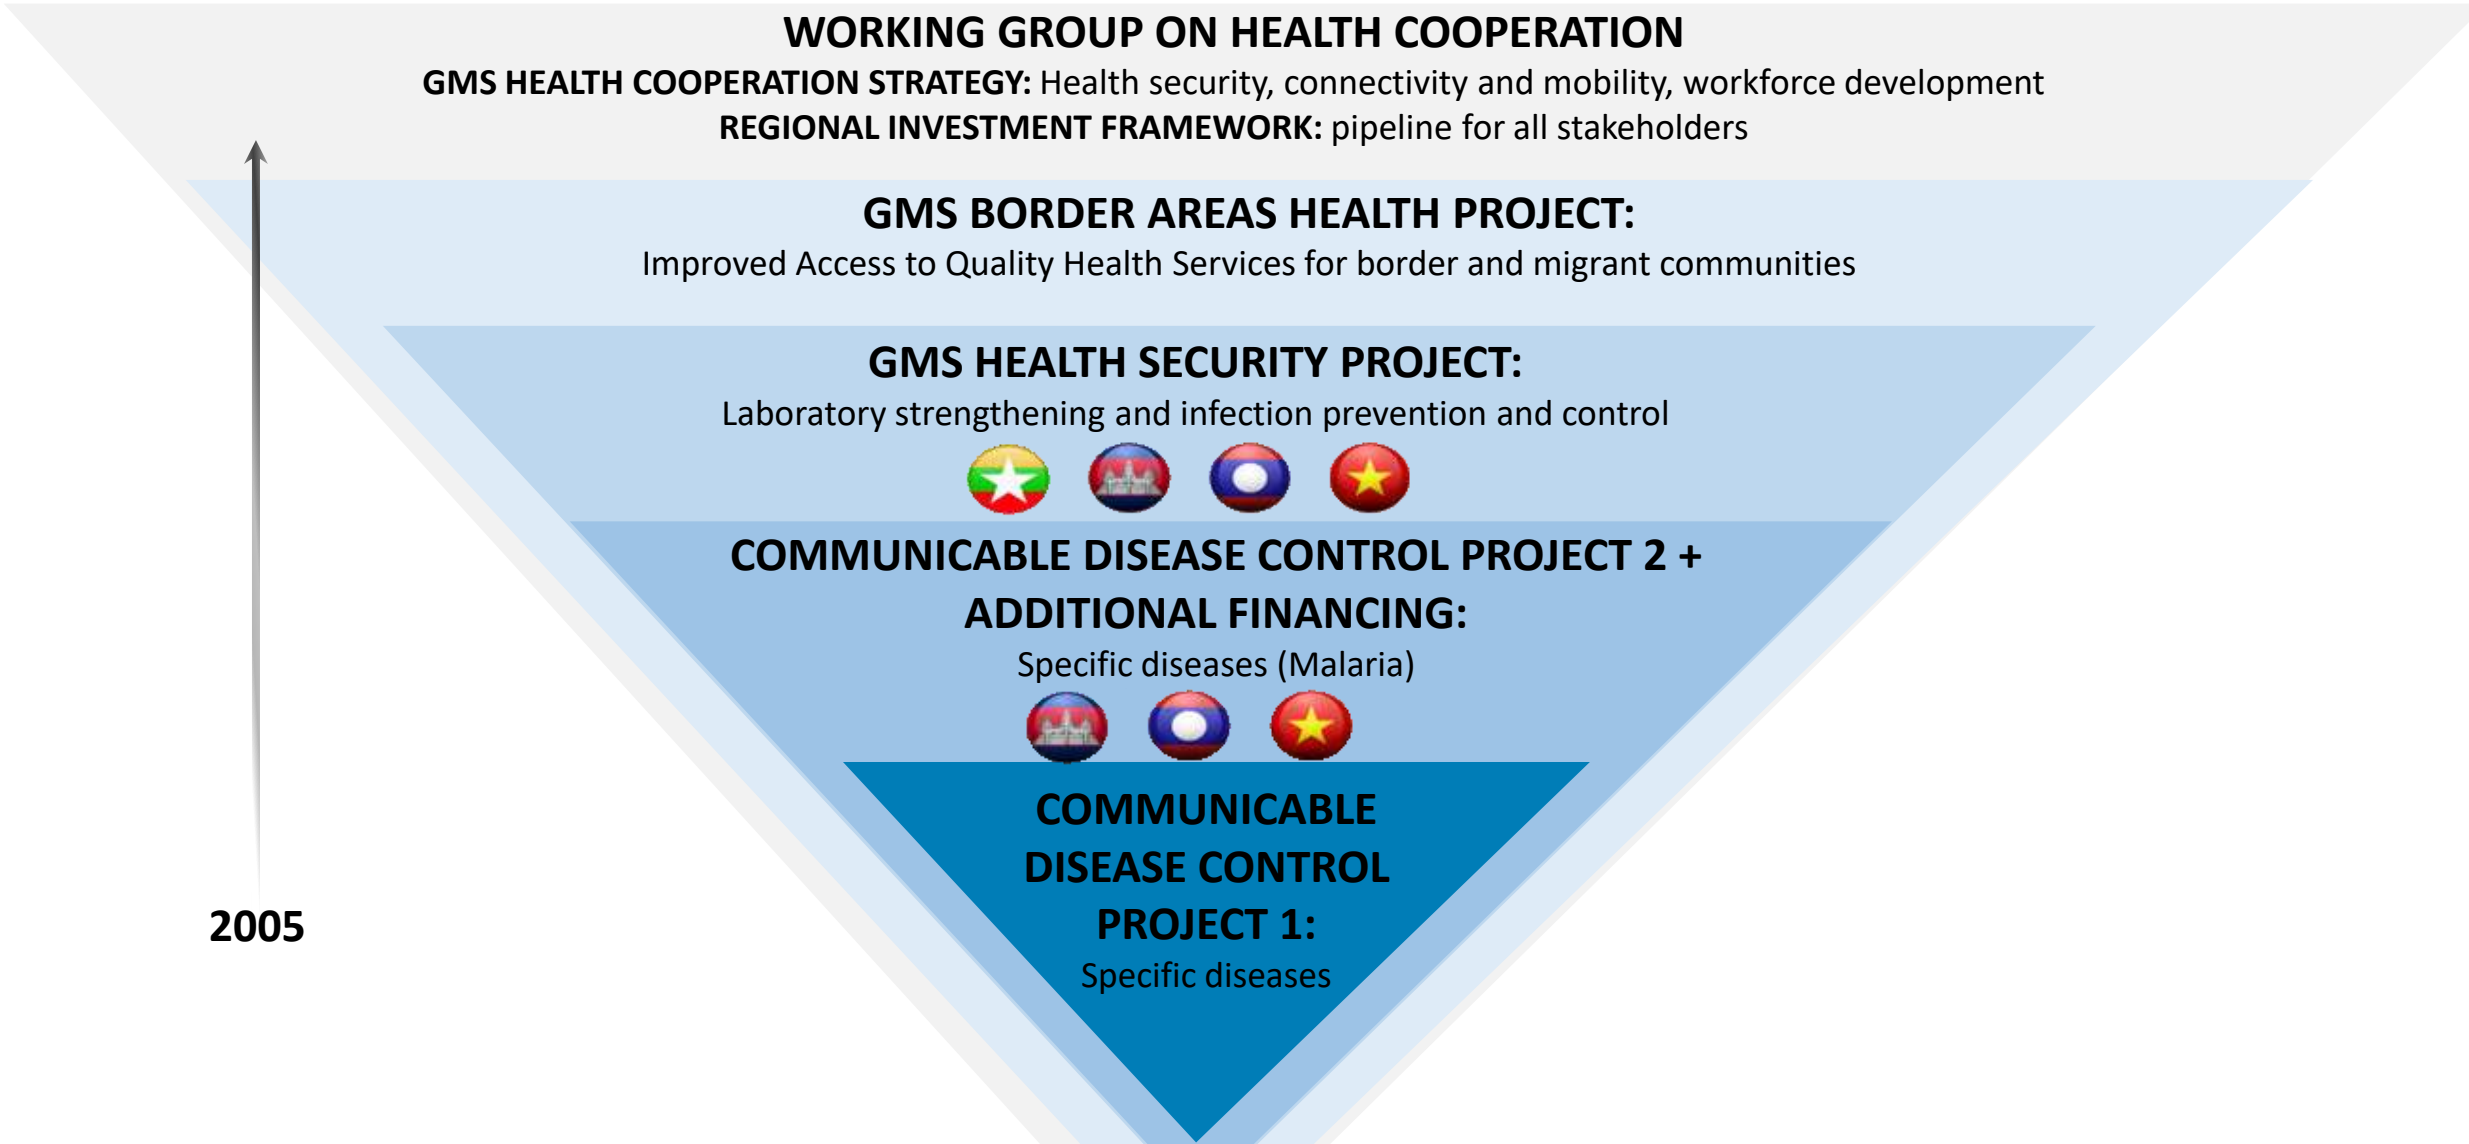 WORKING GROUP ON HEALTH COOPERATION
GMS HEALTH COOPERATION STRATEGY: Health security, connectivity and mobility, workforce development
REGIONAL INVESTMENT FRAMEWORK: pipeline for all stakeholders
GMS BORDER AREAS HEALTH PROJECT:
Improved Access to Quality Health Services for border and migrant communities
GMS HEALTH SECURITY PROJECT:
Laboratory strengthening and infection prevention and control
COMMUNICABLE DISEASE CONTROL PROJECT 2 +
ADDITIONAL FINANCING:
Specific diseases (Malaria)
COMMUNICABLE
DISEASE CONTROL
PROJECT 1:
Specific diseases
2005